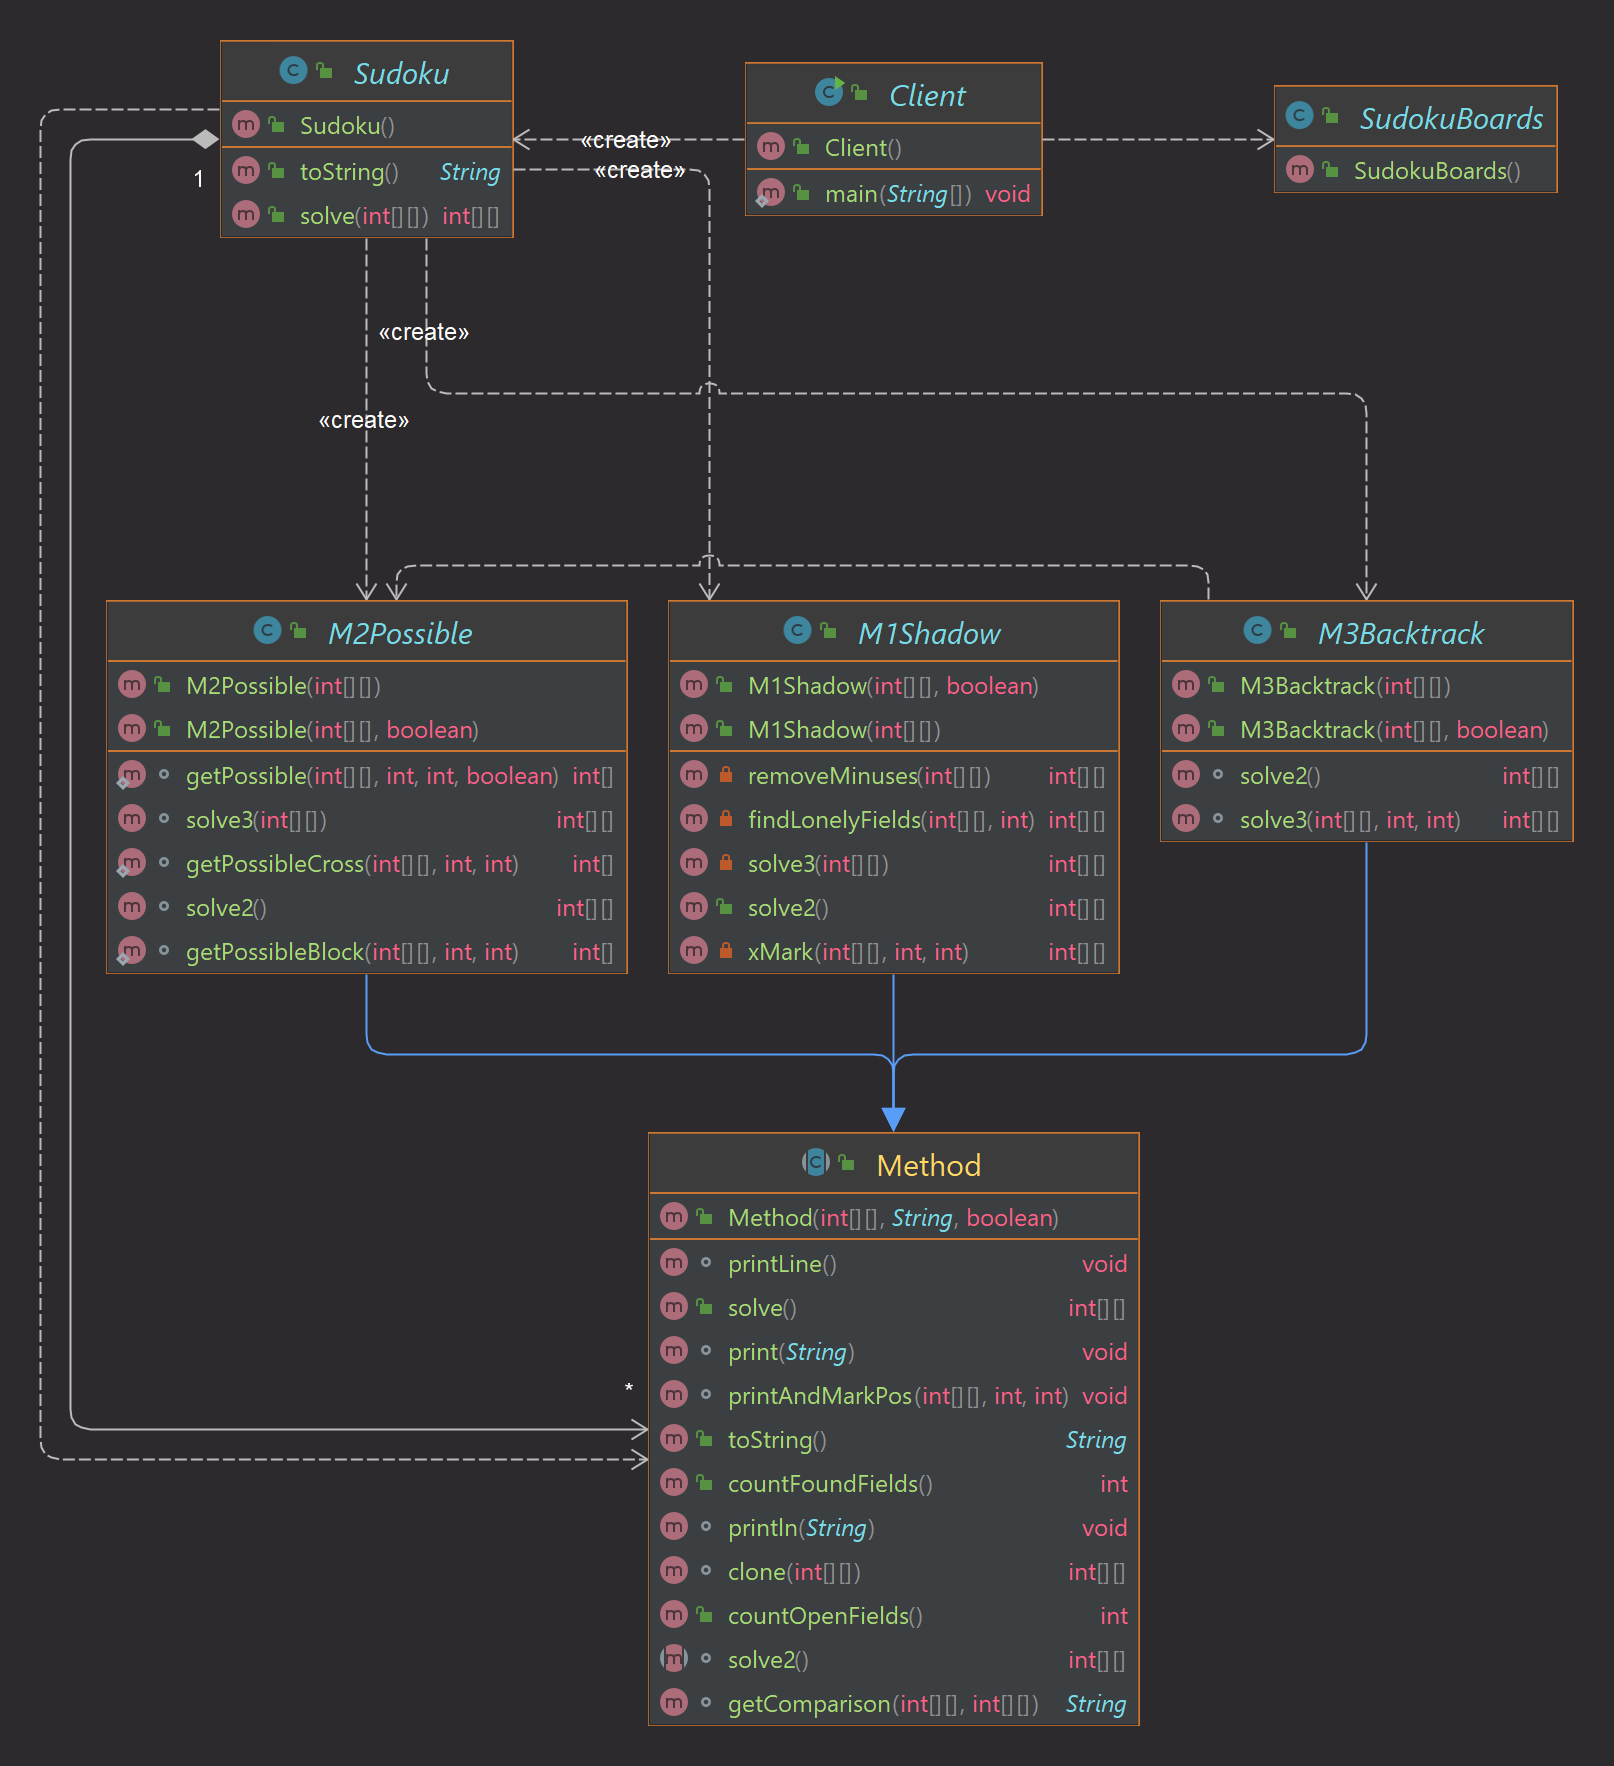 Sudoku
Sudoku()
toString() String
solve(int[][]) int[][]
1
Client
Client()
main(String[]) void
SudokuBoards
SudokuBoards()
«create»
«create»
«create»
«create»
M2Possible
M2Possible(int[][])
M2Possible(int[][], boolean)
getPossible(int[][], int, int, boolean) int[]
solve3(int[][]) int[][]
getPossibleCross(int[][], int, int) int[]
solve2() int[][]
getPossibleBlock(int[][], int, int) int[]
M1Shadow
M1Shadow(int[][], boolean)
M1Shadow(int[][])
removeMinuses(int[][]) int[][]
findLonelyFields(int[][], int) int[][]
solve3(int[][]) int[][]
solve2() int[][]
xMark(int[][], int, int) int[][]
M3Backtrack
M3Backtrack(int[][])
M3Backtrack(int[][], boolean)
solve2() int[][]
solve3(int[][], int, int) int[][]
*
Method
Method(int[][], String, boolean)
printLine() void
solve() int[][]
print(String) void
printAndMarkPos(int[][], int, int) void
toString() String
countFoundFields() int
println(String) void
clone(int[][]) int[][]
countOpenFields() int
solve2() int[][]
getComparison(int[][], int[][]) String